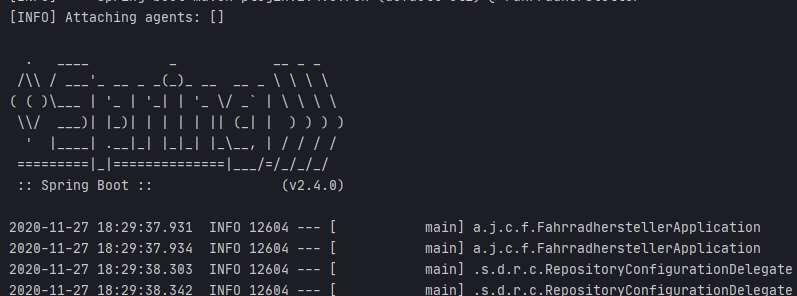 [INFO] Attaching agents: []
  .   ____          _            __ _ _
 /\\ / ___'_ __ _ _(_)_ __  __ _ \ \ \ \
( ( )\___ | '_ | '_| | '_ \/ _` | \ \ \ \
 \\/  ___)| |_)| | | | | || (_| |  ) ) ) )
  '  |____| .__|_| |_|_| |_\__, | / / / /
 =========|_|==============|___/=/_/_/_/
 :: Spring Boot ::                (v2.4.0)
2020-11-27 18:29:37.931  INFO 12604 --- [           main] a.j.c.f.FahrradherstellerApplication
2020-11-27 18:29:37.934  INFO 12604 --- [           main] a.j.c.f.FahrradherstellerApplication
2020-11-27 18:29:38.303  INFO 12604 --- [           main] .s.d.r.c.RepositoryConfigurationDelegate
2020-11-27 18:29:38.342  INFO 12604 --- [           main] .s.d.r.c.RepositoryConfigurationDelegate